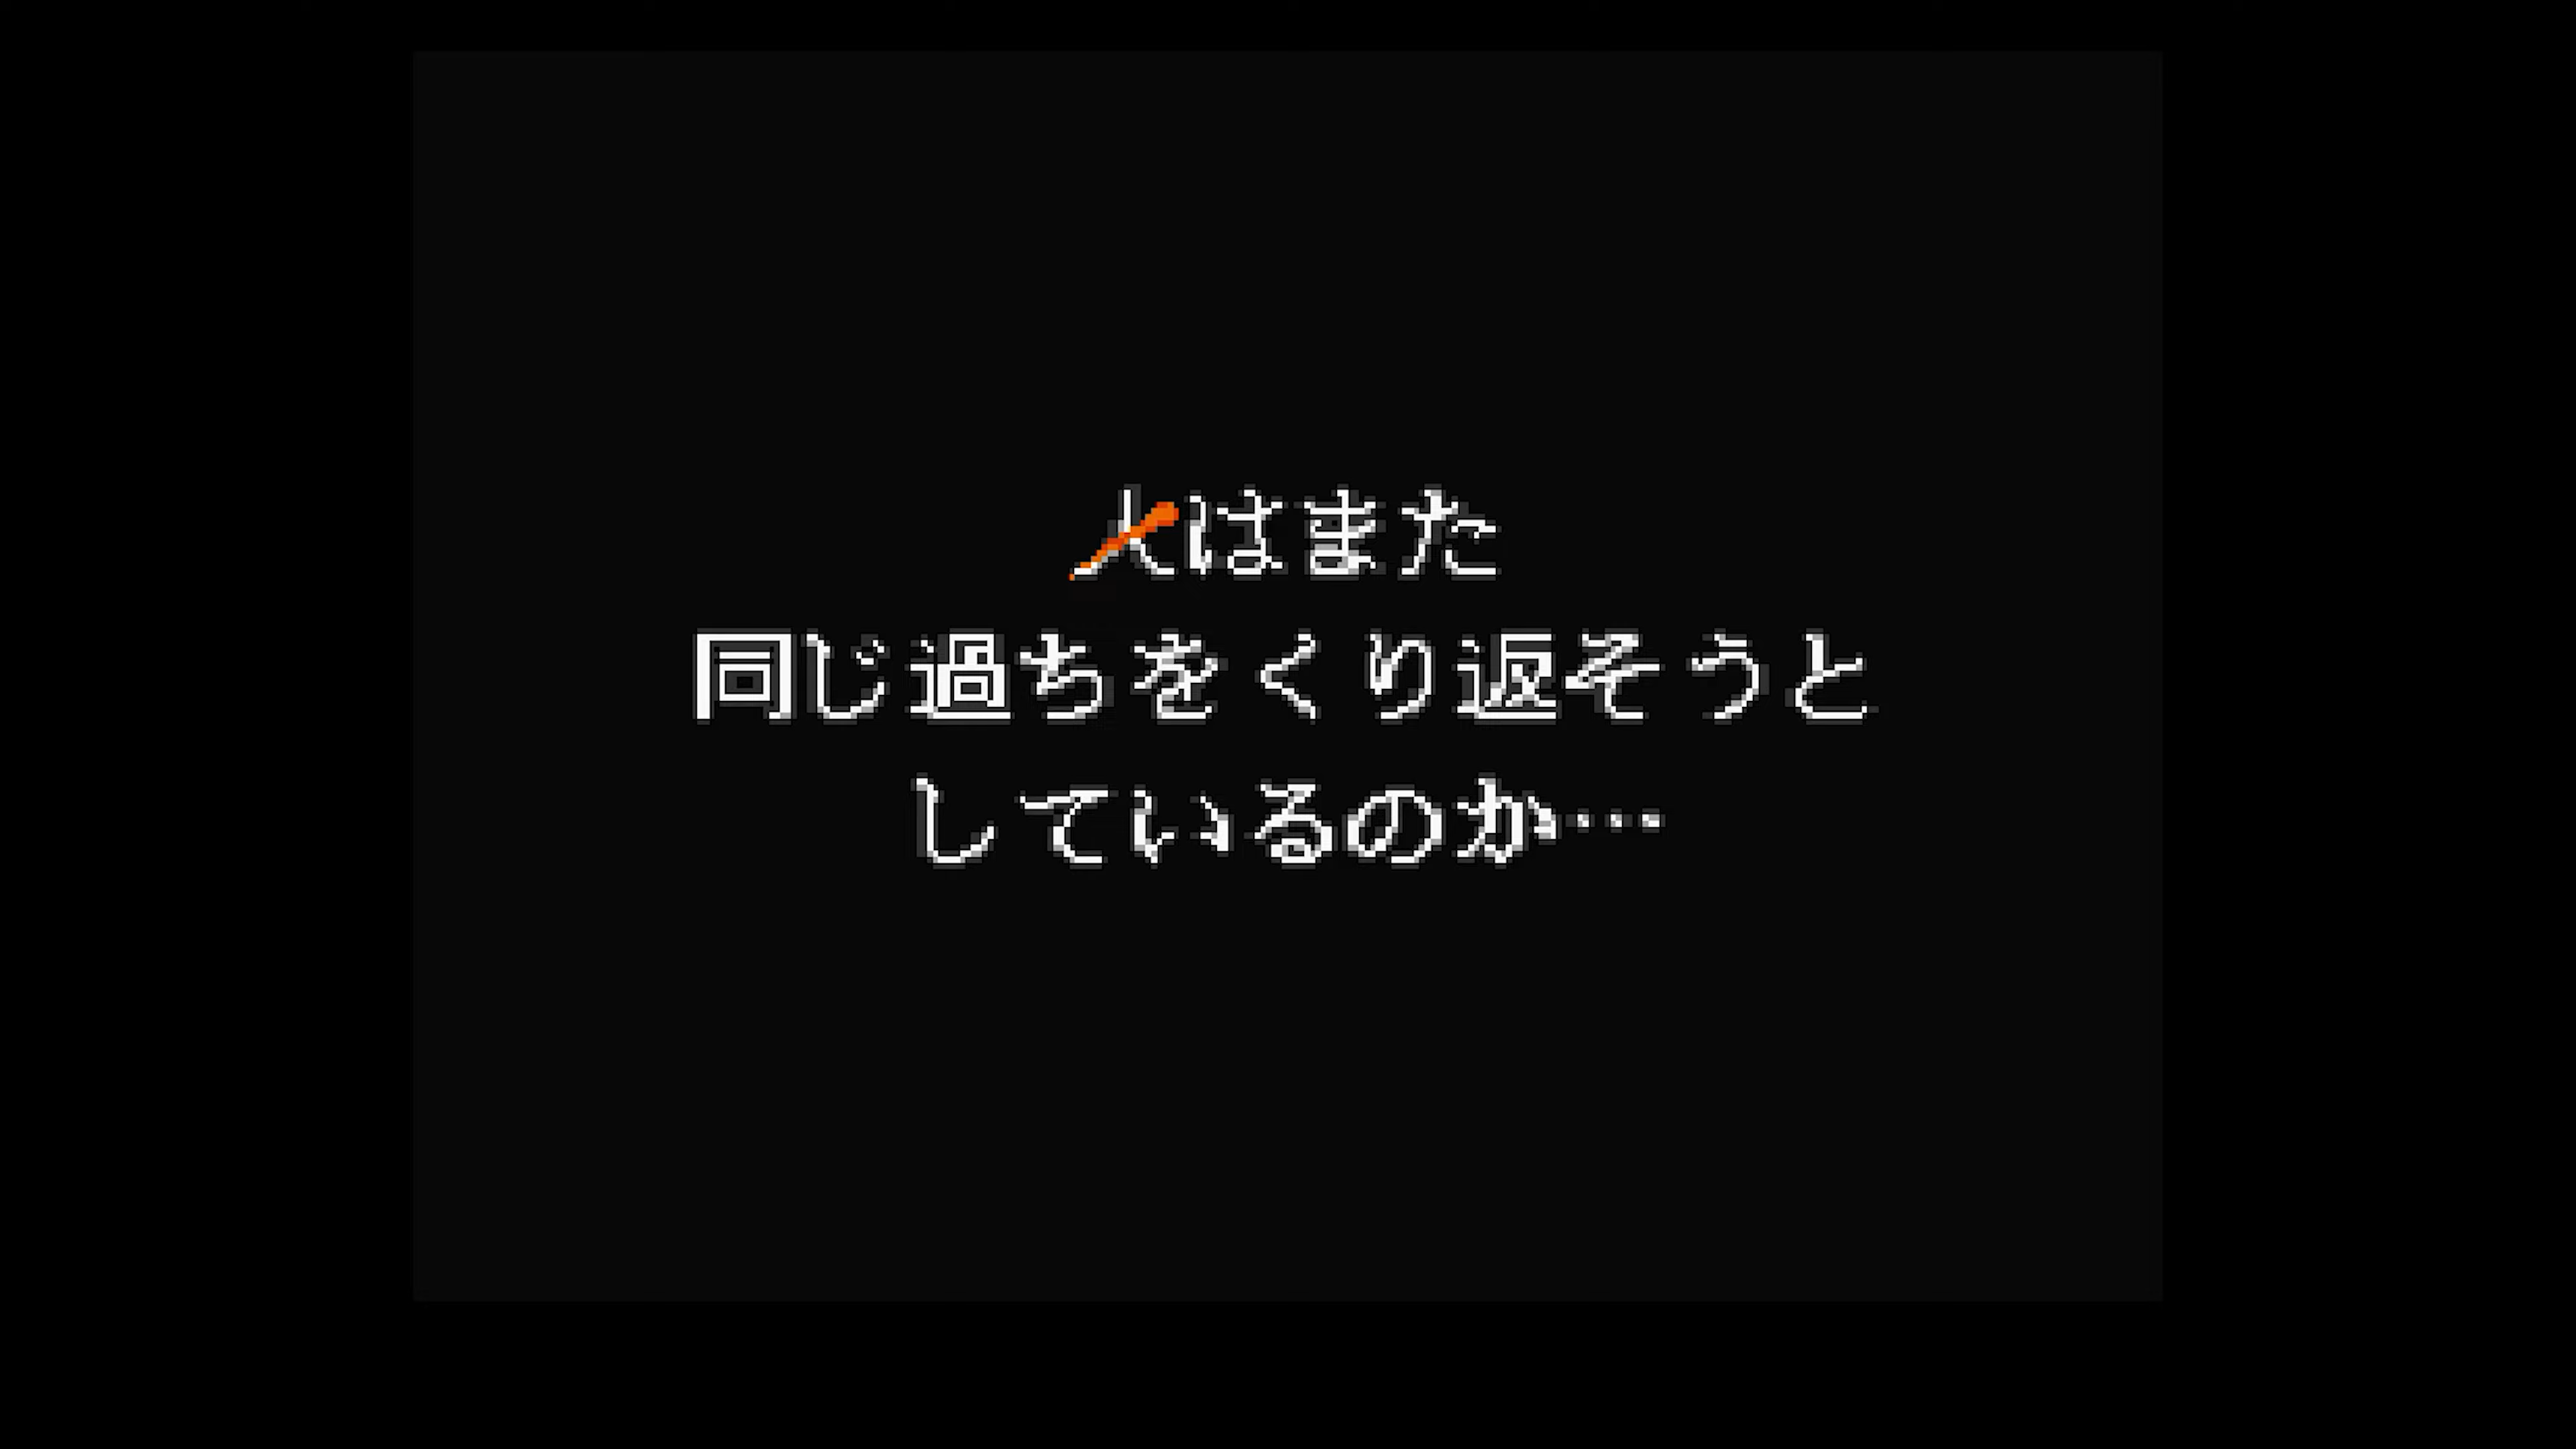 人はまた
同じ過ちをくり返そうと
しているのか…